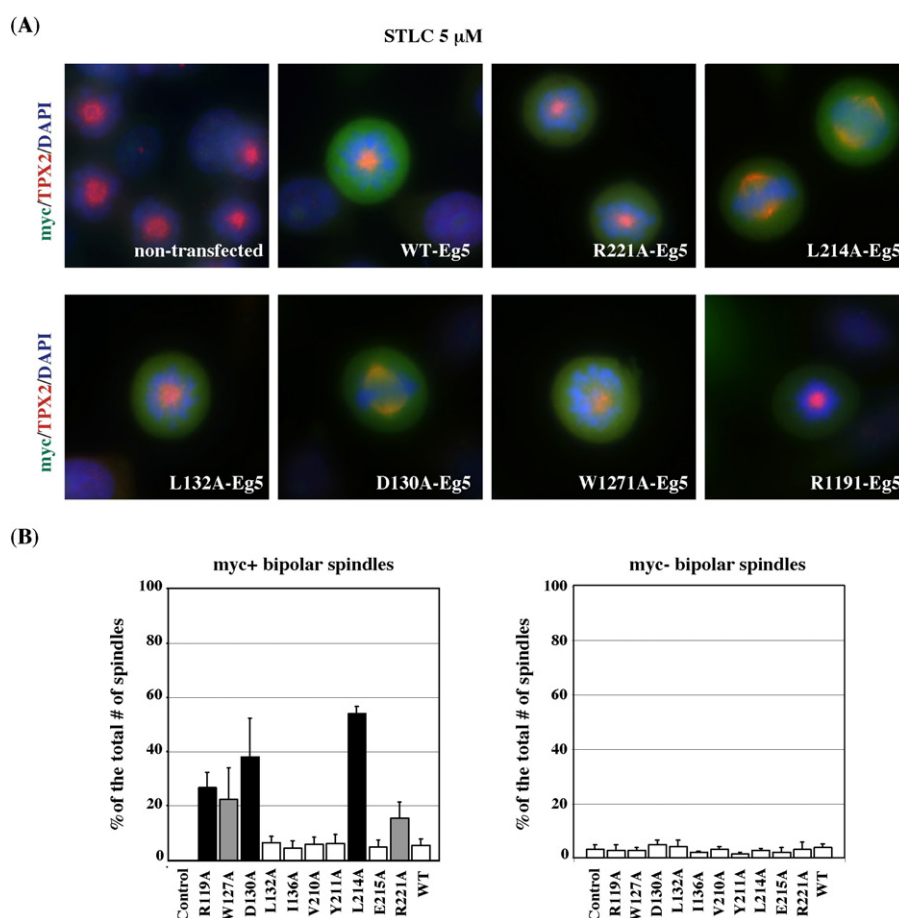 (A)
STLC 5 μM
myc/TPX2/DAPI
non-transfected
WT-Eg5
R221A-Eg5
L214A-Eg5
myc/TPX2/DAPI
L132A-Eg5
D130A-Eg5
W1271A-Eg5
R1191-Eg5
(B)
myc+ bipolar spindles
% of the total # of spindles
100
80
60
40
20
0
Control
R119A
W127A
D130A
L132A
I136A
V210A
Y211A
L214A
E215A
R221A
WT
myc- bipolar spindles
% of the total # of spindles
100
80
60
40
20
0
Control
R119A
W127A
D130A
L132A
I136A
V210A
Y211A
L214A
E215A
R221A
WT